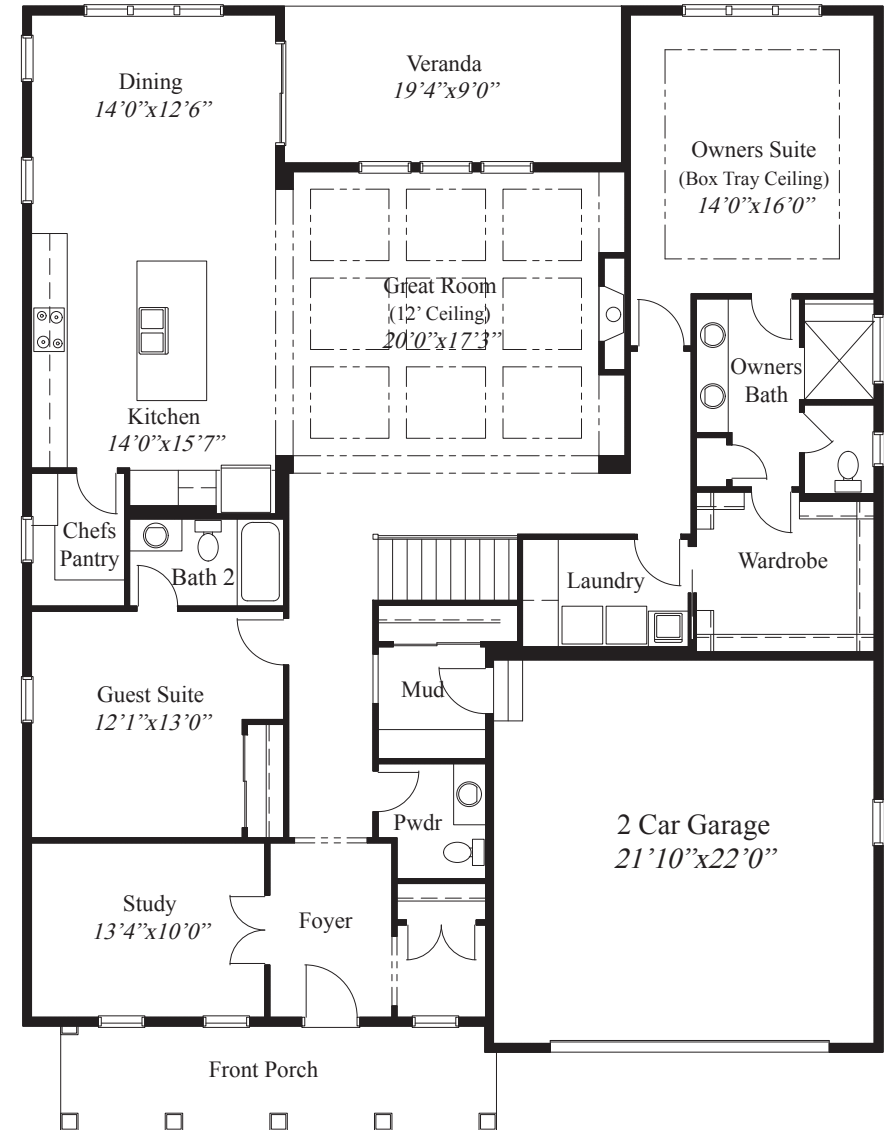 Dining
14’0”x12’6”
Veranda
19’4”x9’0”
Owners Suite
(Box Tray Ceiling)
14’0”x16’0”
Great Room
(12’ Ceiling)
20’0”x17’3”
Owners
Bath
Kitchen
14’0”x15’7”
Chefs
Pantry
Bath 2
Laundry
Wardrobe
Guest Suite
12’1”x13’0”
Mud
Pwdr
2 Car Garage
21’10”x22’0”
Study
13’4”x10’0”
Foyer
Front Porch